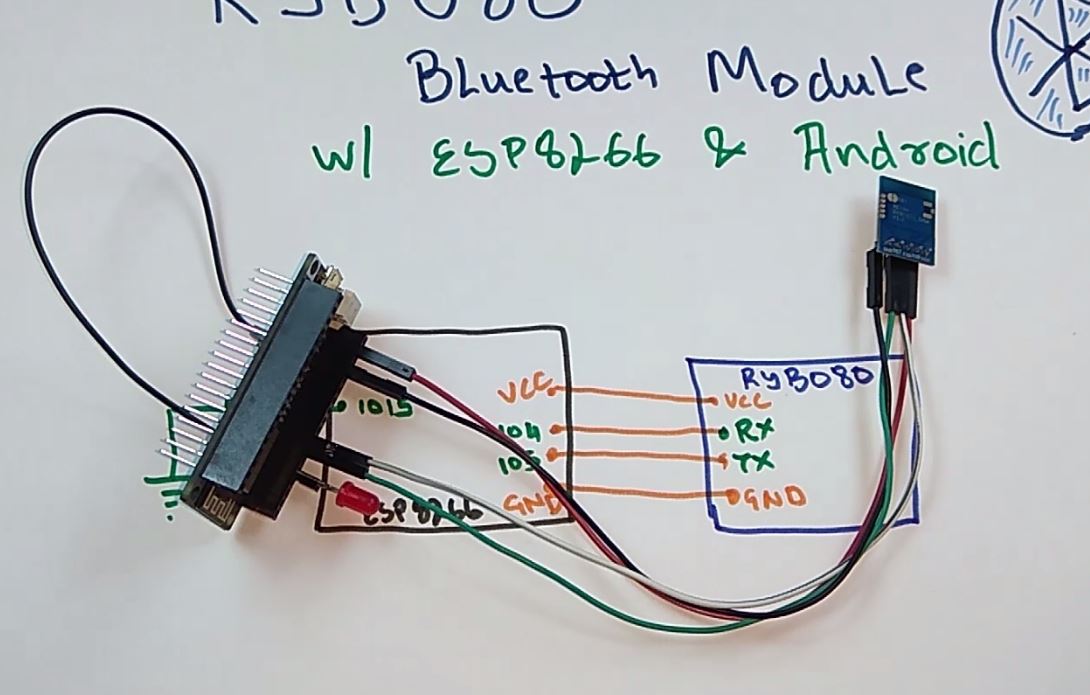 RYB080
Bluetooth Module
w/ ESP8266 & Android
RYB080
VCC
VCC
IO15
IO4
RX
IO5
TX
GND
GND
ESP8266